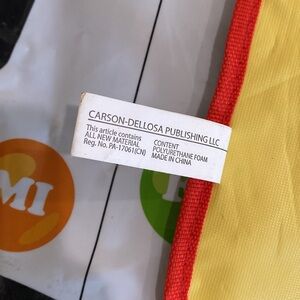 CARSON-DELLOSA PUBLISHING LLC
This article contains
ALL NEW MATERIAL
Reg. No. PA-17061(CN)
CONTENT
POLYURETHANE FOAM
MADE IN CHINA
MI